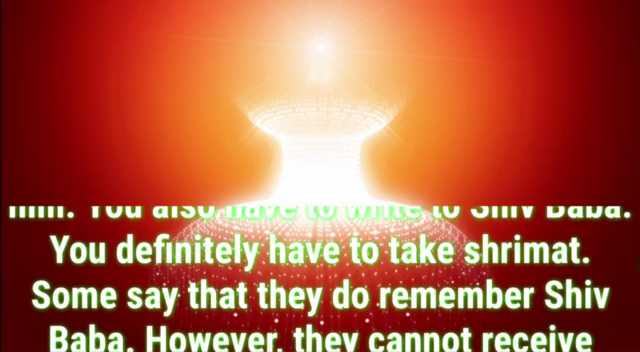 him. You also have to write to Shiv Baba.
You definitely have to take shrimat.
Some say that they do remember Shiv
Baba. However, they cannot receive